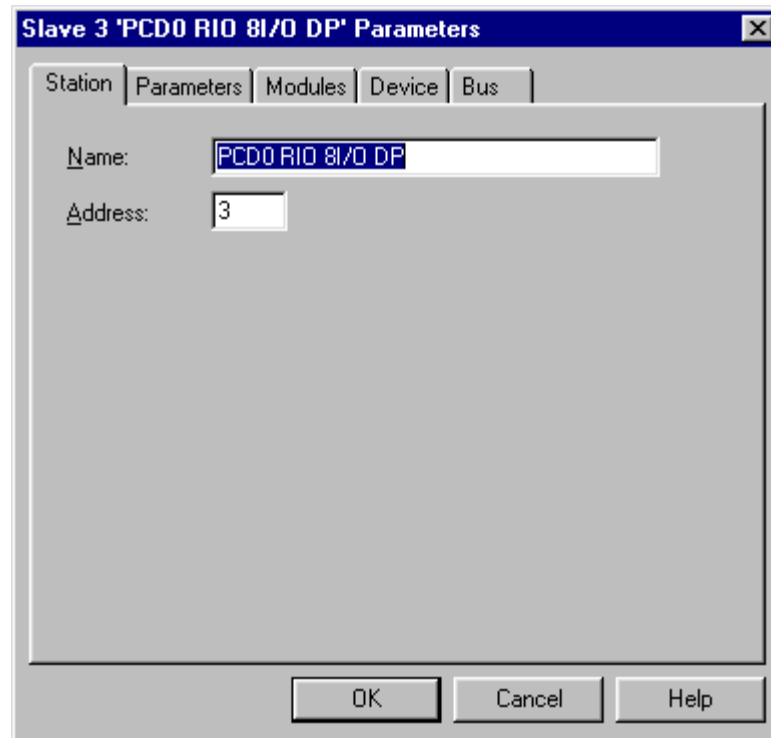 Slave 3 'PCD0 RIO 8I/O DP' Parameters
Station Parameters Modules Device Bus
Name: PCD0 RIO 8I/O DP
Address: 3
OK Cancel Help